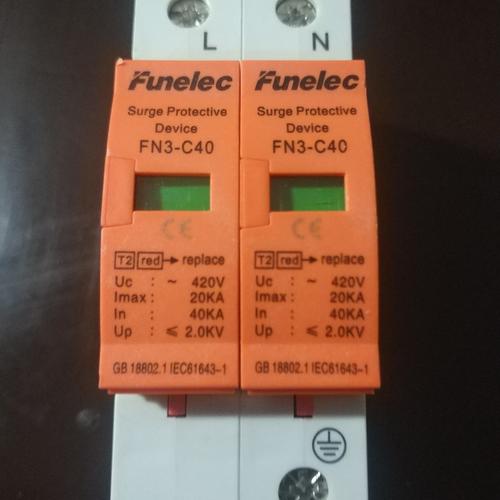 L N
Funelec Funelec
Surge Protective Surge Protective
Device Device
FN3-C40 FN3-C40
CE CE
T2 red → replace T2 red → replace
Uc : ~ 420V Uc : ~ 420V
Imax : 20KA Imax : 20KA
In : 40KA In : 40KA
Up : ≤ 2.0KV Up : ≤ 2.0KV
GB 18802.1 IEC61643-1 GB 18802.1 IEC61643-1